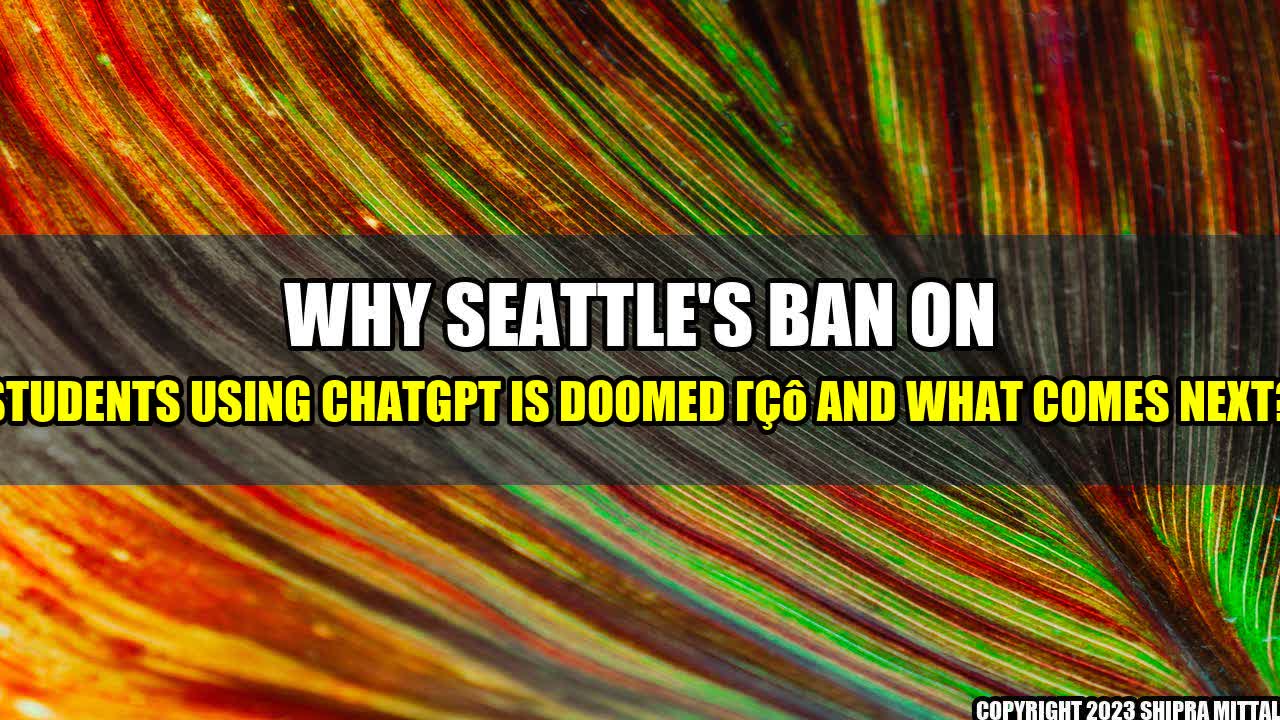 WHY SEATTLE'S BAN ON
STUDENTS USING CHATGPT IS DOOMED ΓÇô AND WHAT COMES NEXT?
COPYRIGHT 2023 SHIPRA MITTAL